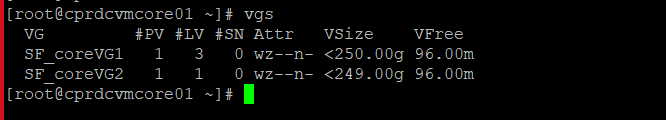 [root@cprdcvmcore01 ~]# vgs
  VG         #PV #LV #SN Attr   VSize    VFree
  SF_coreVG1   1   3   0 wz--n- <250.00g 96.00m
  SF_coreVG2   1   1   0 wz--n- <249.00g 96.00m
[root@cprdcvmcore01 ~]#